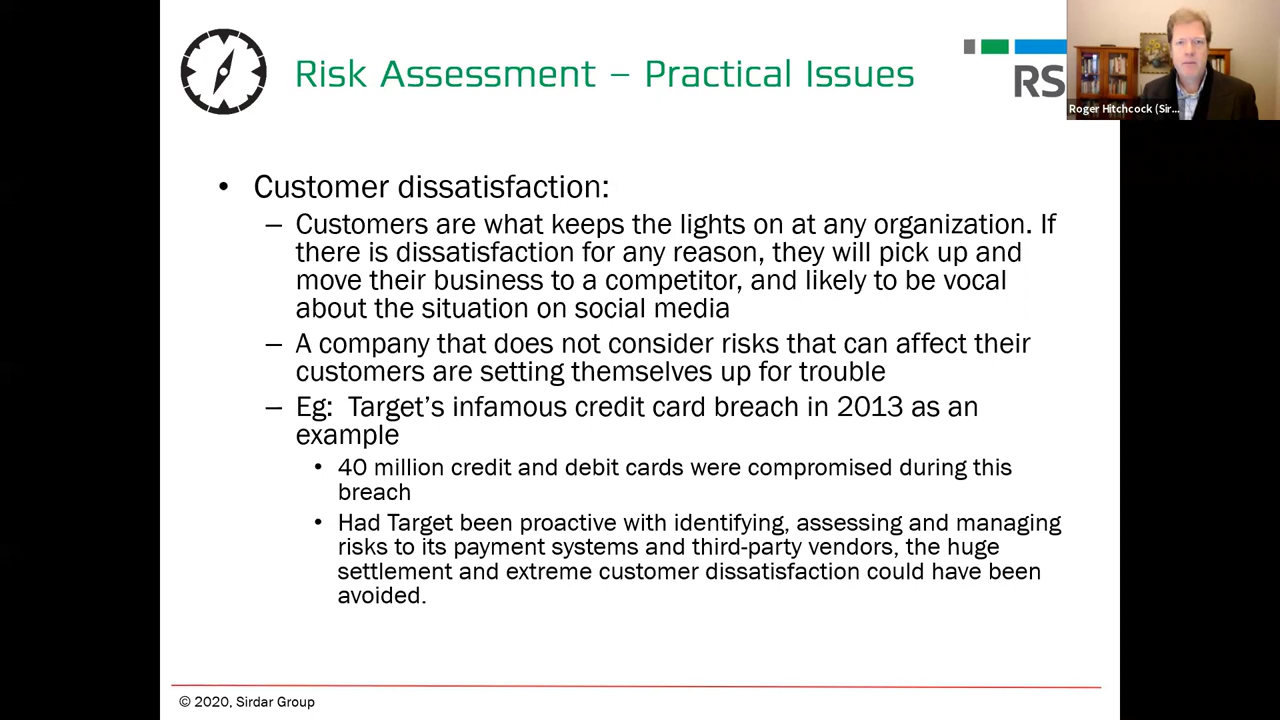 Risk Assessment – Practical Issues
RS
Roger Hitchcock (Sir...
• Customer dissatisfaction:
– Customers are what keeps the lights on at any organization. If
there is dissatisfaction for any reason, they will pick up and
move their business to a competitor, and likely to be vocal
about the situation on social media
– A company that does not consider risks that can affect their
customers are setting themselves up for trouble
– Eg: Target's infamous credit card breach in 2013 as an
example
• 40 million credit and debit cards were compromised during this
breach
• Had Target been proactive with identifying, assessing and managing
risks to its payment systems and third-party vendors, the huge
settlement and extreme customer dissatisfaction could have been
avoided.
© 2020, Sirdar Group